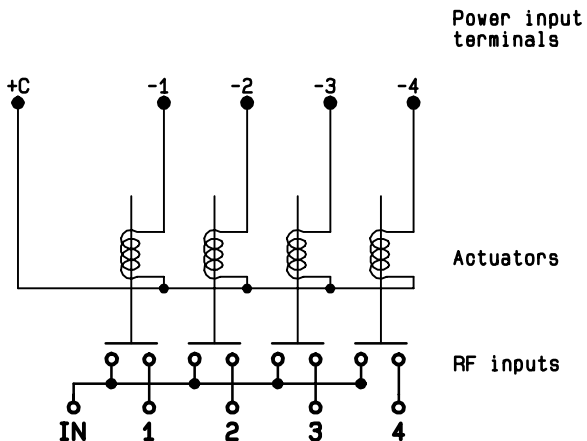 Power input
terminals
+C -1 -2 -3 -4
Actuators
RF inputs
IN 1 2 3 4